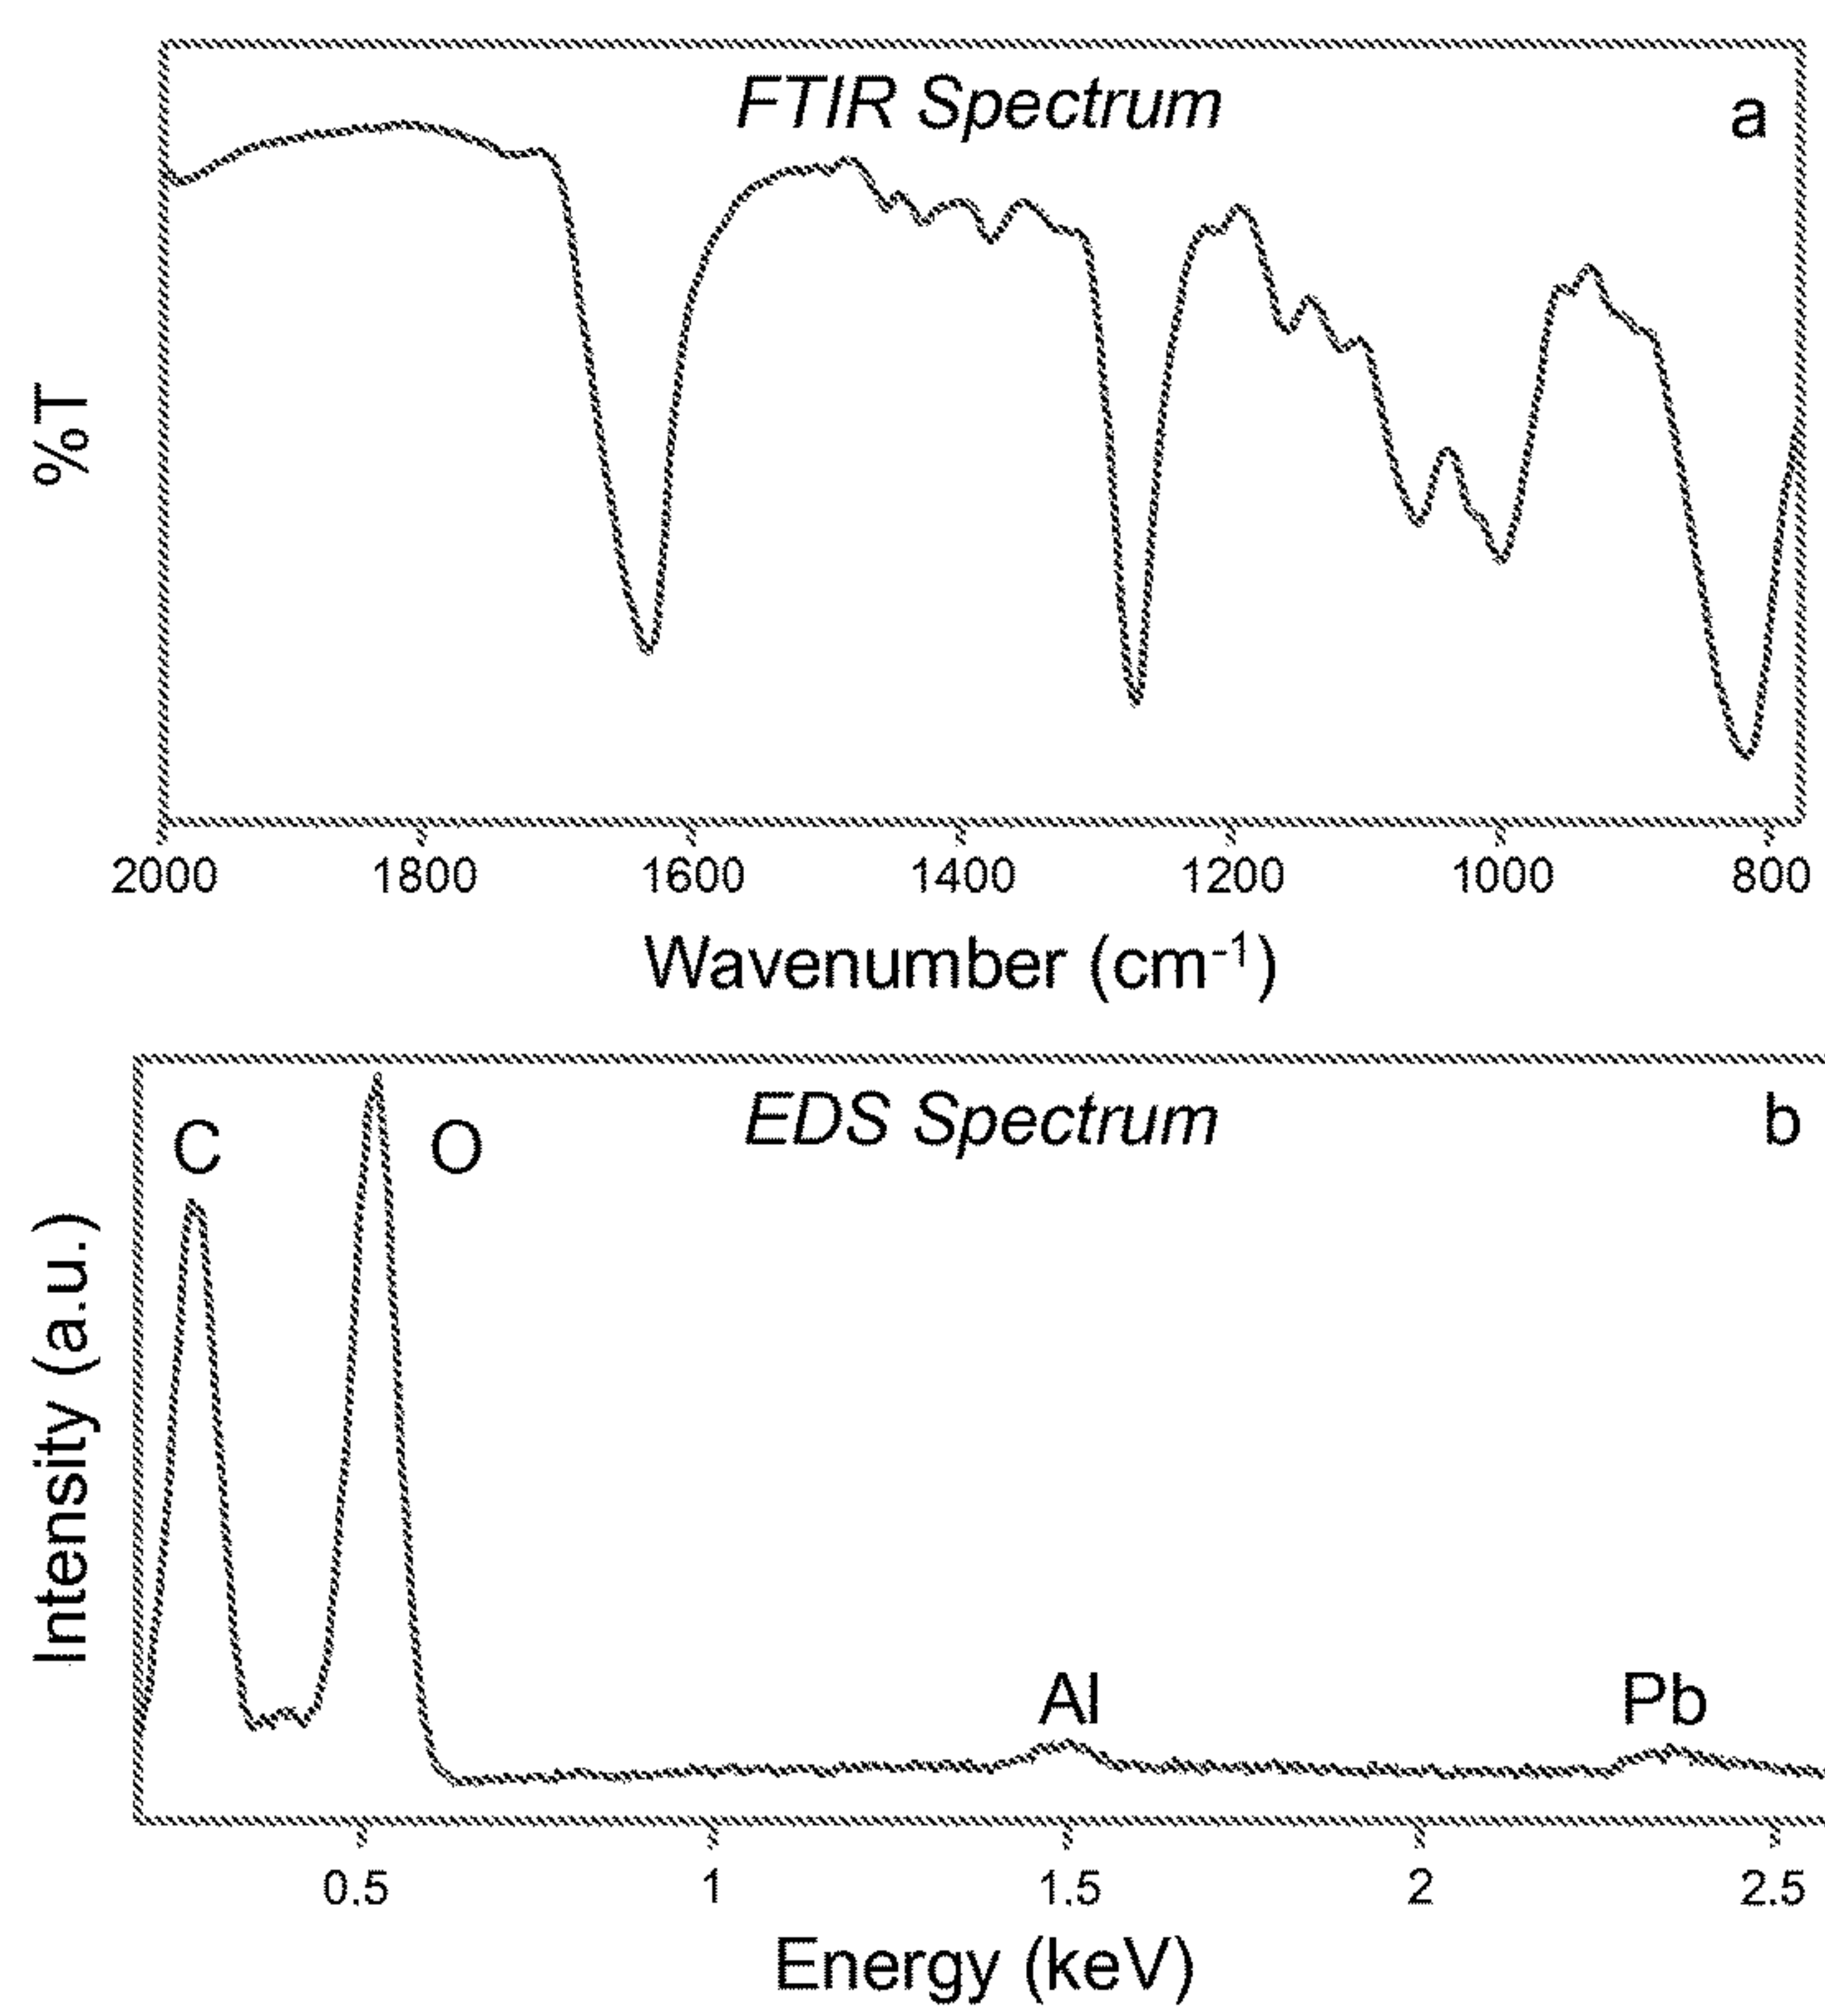 FTIR Spectrum
a
%T
2000 1800 1600 1400 1200 1000 800
Wavenumber (cm⁻¹)
EDS Spectrum
b
C
O
Al
Pb
Intensity (a.u.)
0.5 1 1.5 2 2.5
Energy (keV)